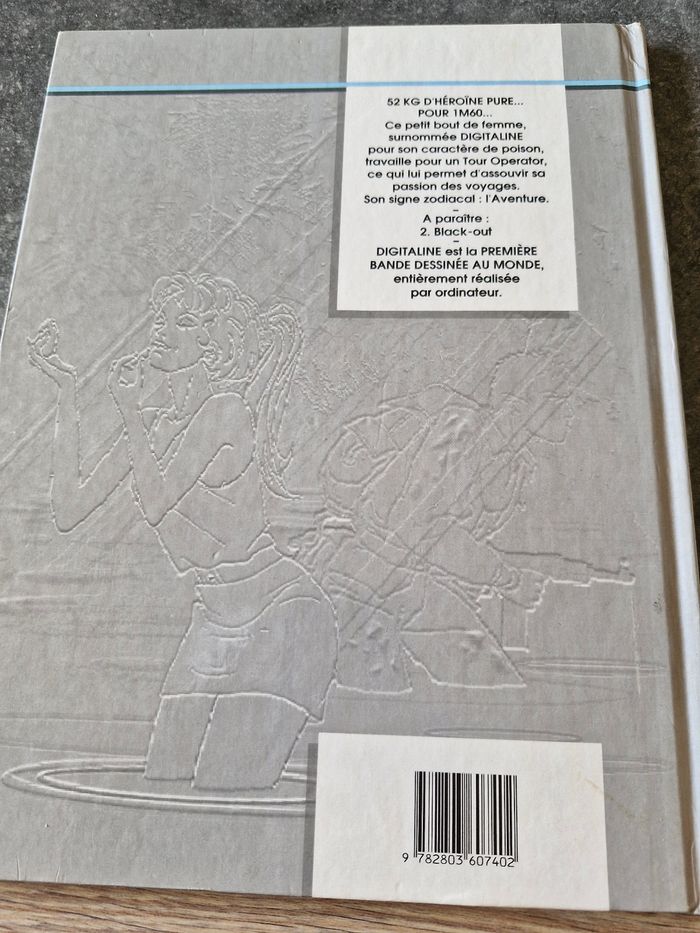 52 KG D'HÉROÏNE PURE...
POUR 1M60...
Ce petit bout de femme,
surnommée DIGITALINE
pour son caractère de poison,
travaille pour un Tour Operator,
ce qui lui permet d'assouvir sa
passion des voyages.
Son signe zodiacal : l'Aventure.
–
A paraître :
2. Black-out
–
DIGITALINE est la PREMIÈRE
BANDE DESSINÉE AU MONDE,
entièrement réalisée
par ordinateur.
9 782803 607402